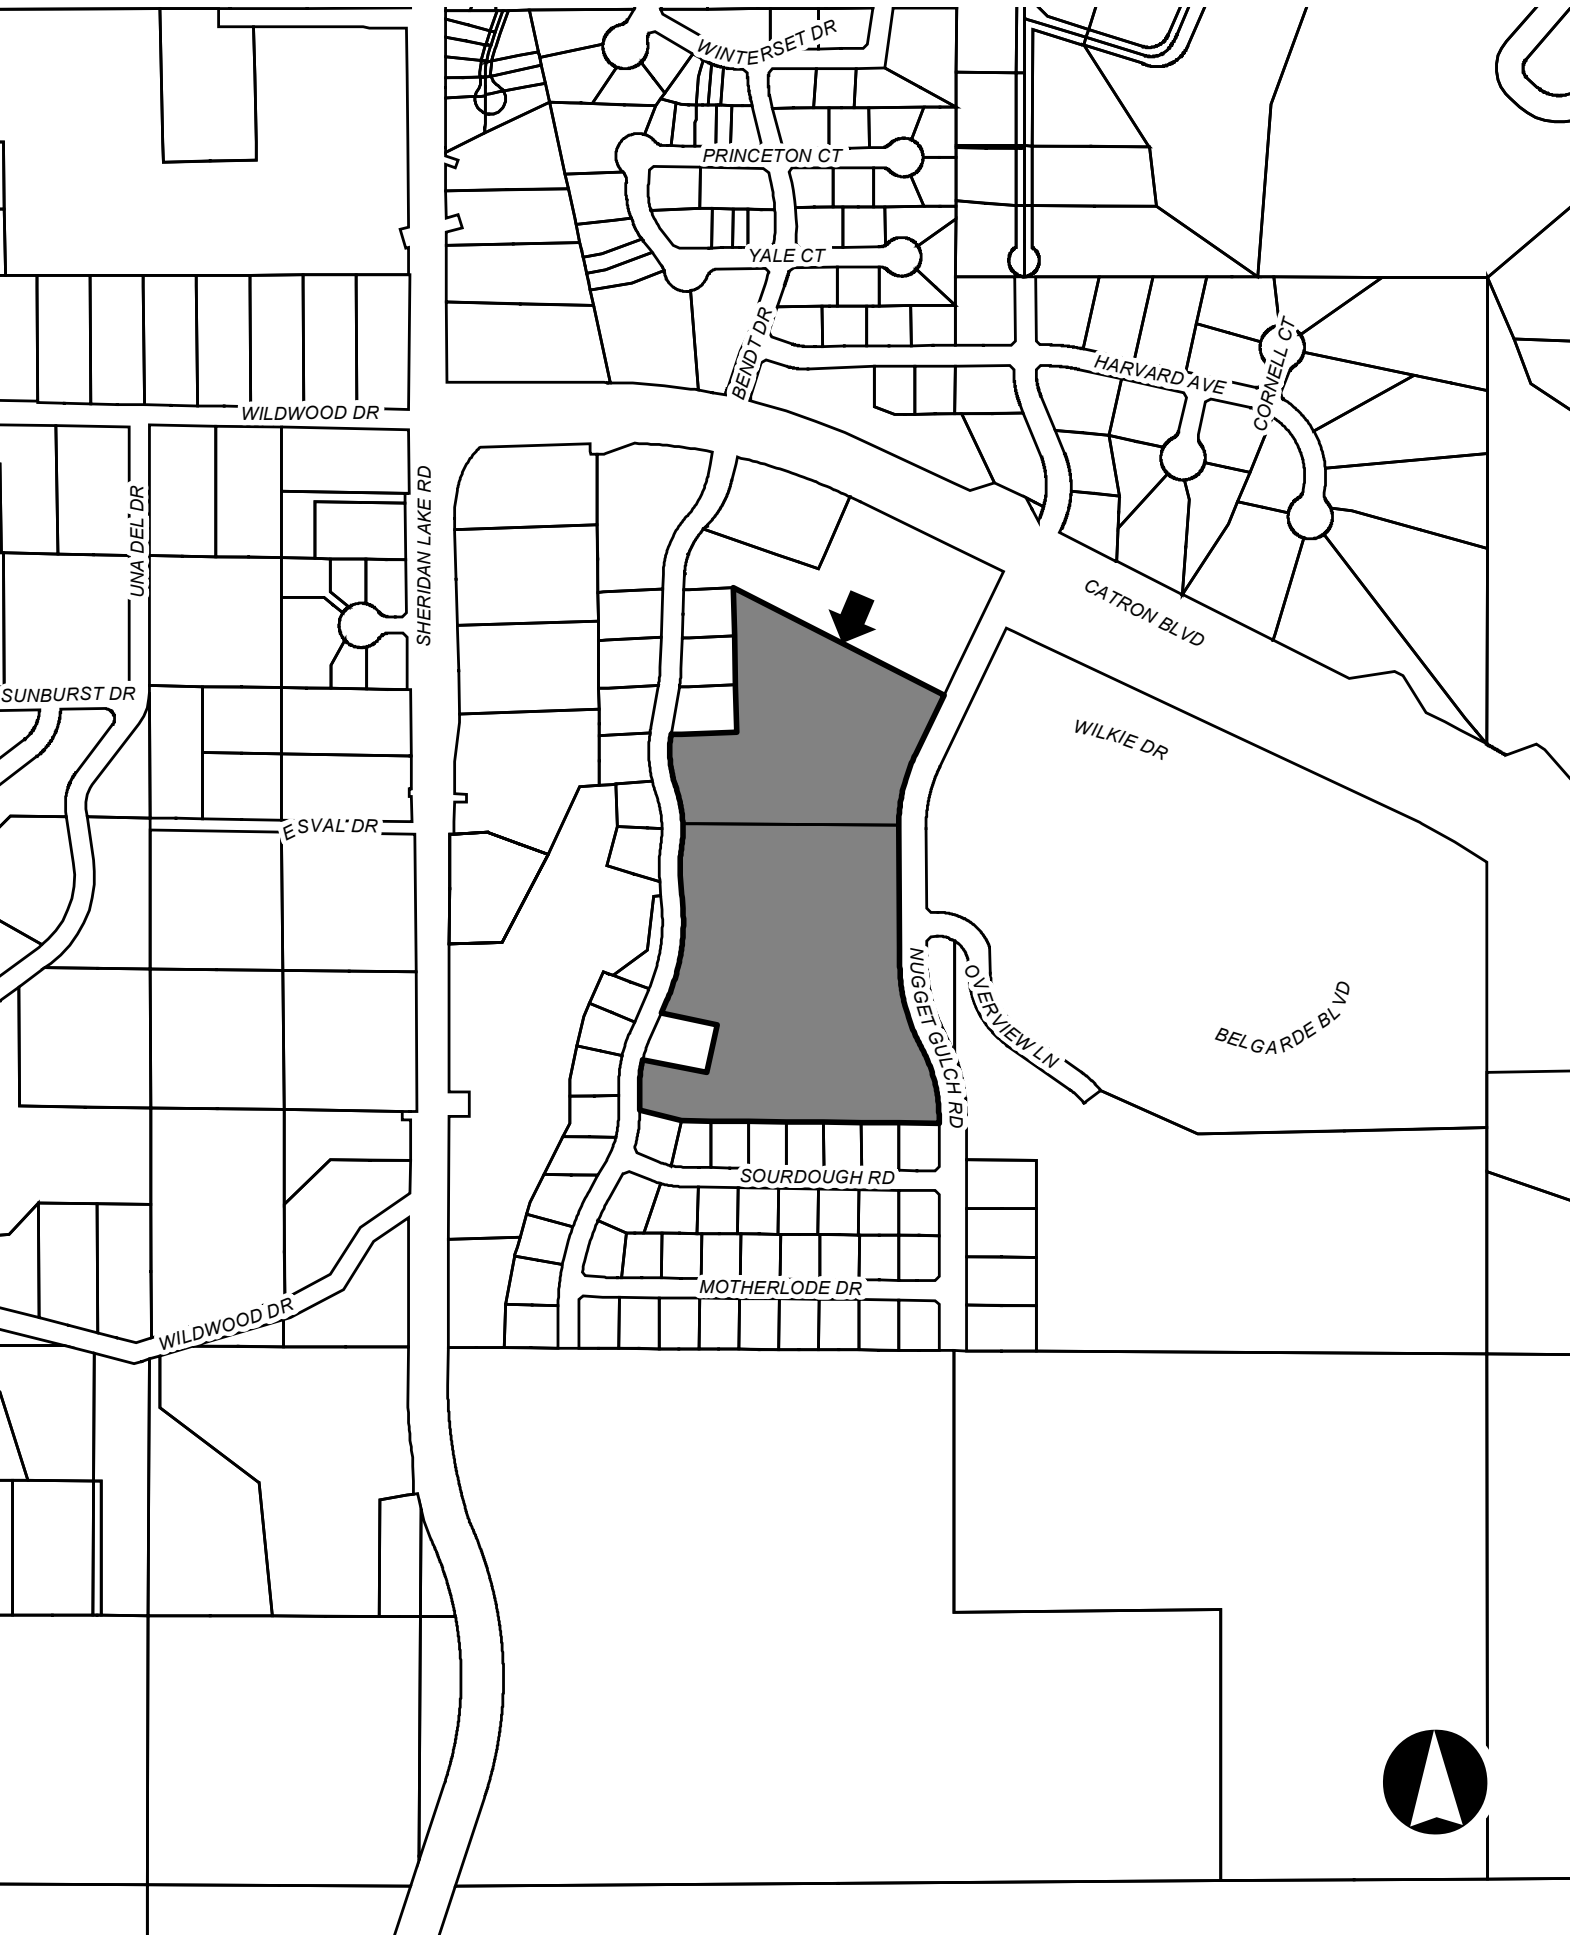 WINTERSET DR
PRINCETON CT
YALE CT
BENDT DR
HARVARD AVE
CORNELL CT
WILDWOOD DR
SHERIDAN LAKE RD
UNA DEL DR
CATRON BLVD
SUNBURST DR
WILKIE DR
ESVAL DR
NUGGET GULCH RD
OVERVIEW LN
BELGARDE BLVD
SOURDOUGH RD
MOTHERLODE DR
WILDWOOD DR